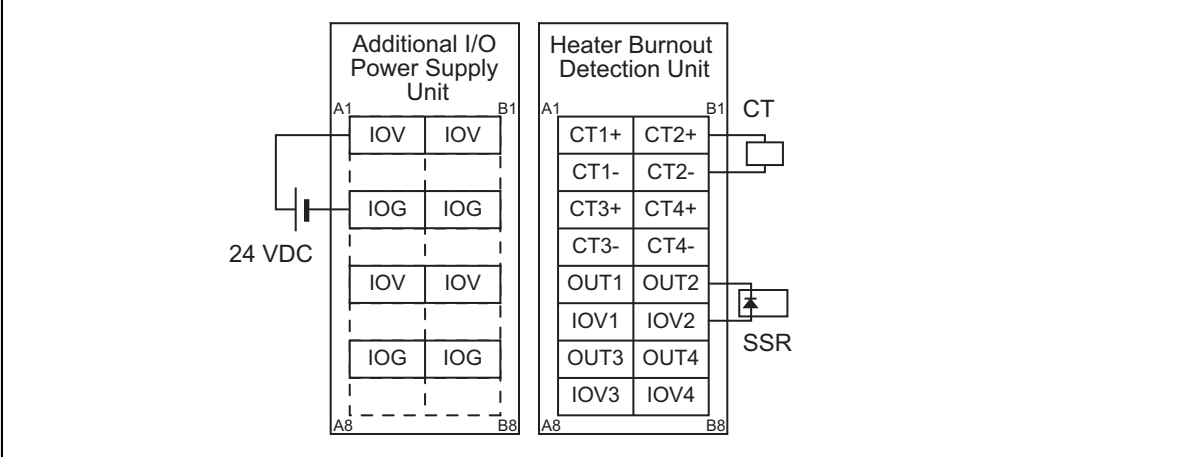 Additional I/O
Power Supply
Unit
A1 B1
IOV IOV
IOG IOG
IOV IOV
IOG IOG
A8 B8
24 VDC
Heater Burnout
Detection Unit
A1 B1
CT1+ CT2+
CT1- CT2-
CT3+ CT4+
CT3- CT4-
OUT1 OUT2
IOV1 IOV2
OUT3 OUT4
IOV3 IOV4
A8 B8
CT
SSR